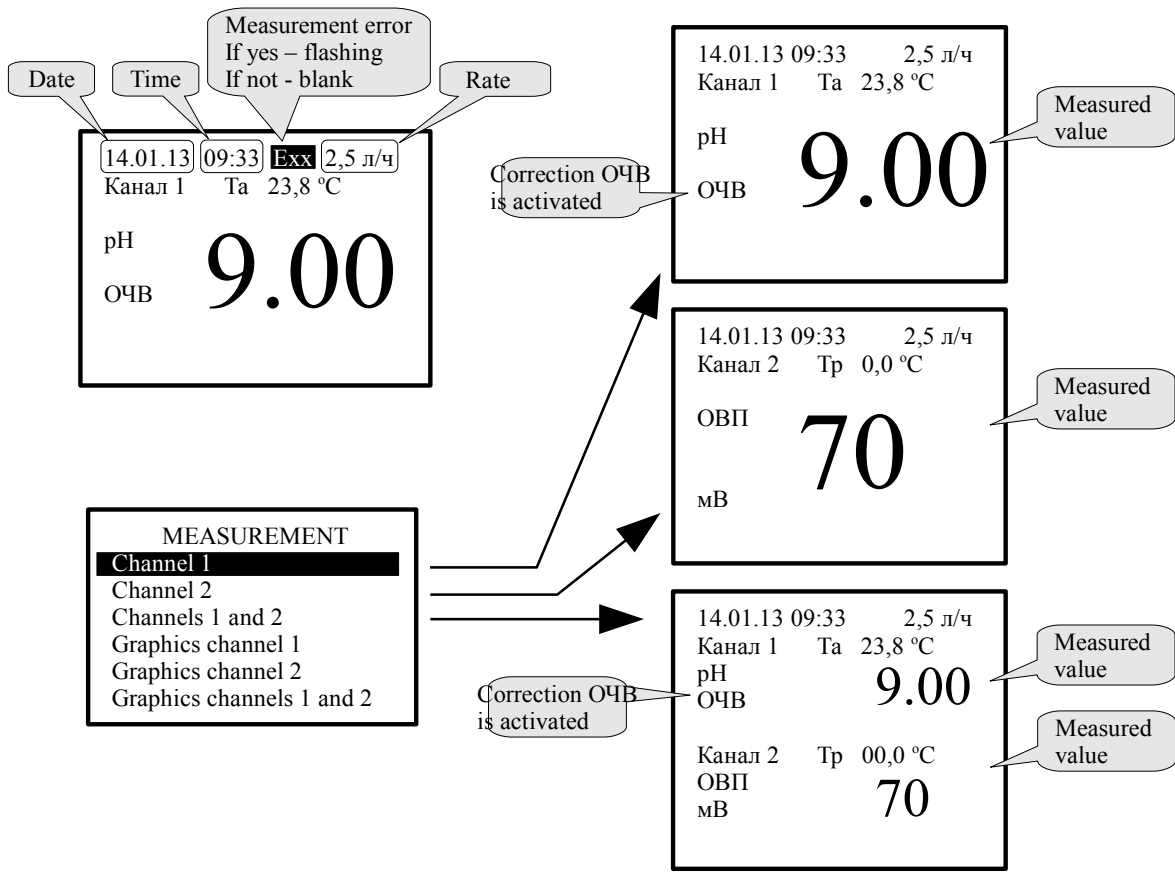 Measurement error
If yes – flashing
If not - blank
Date
Time
Rate
14.01.13 09:33 Exx 2,5 л/ч
Канал 1 Та 23,8 ºС
pH
ОЧВ
9.00
MEASUREMENT
Channel 1
Channel 2
Channels 1 and 2
Graphics channel 1
Graphics channel 2
Graphics channels 1 and 2
14.01.13 09:33 2,5 л/ч
Канал 1 Та 23,8 ºС
pH
ОЧВ
9.00
Measured
value
Correction ОЧВ
is activated
14.01.13 09:33 2,5 л/ч
Канал 2 Тр 0,0 ºС
ОВП
70
мВ
Measured
value
14.01.13 09:33 2,5 л/ч
Канал 1 Та 23,8 ºС
pH
ОЧВ
9.00
Measured
value
Correction ОЧВ
is activated
Канал 2 Тр 00,0 ºС
ОВП
мВ
70
Measured
value